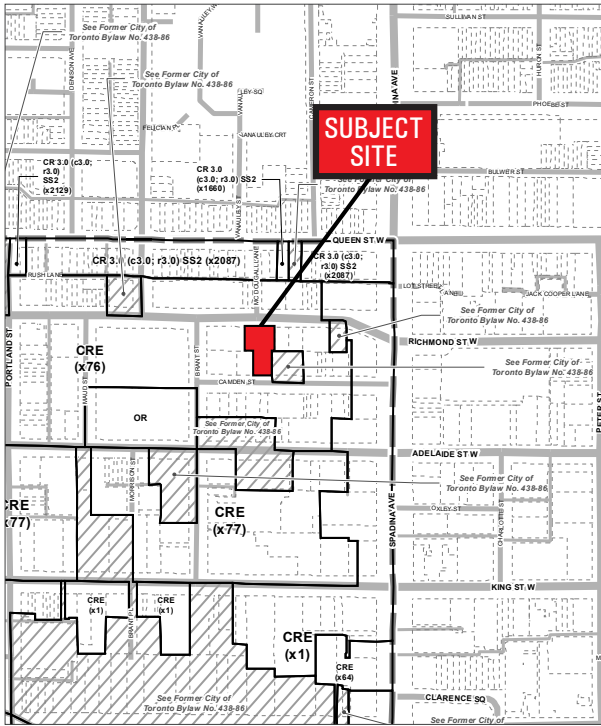 SULLIVAN ST
See Former City of
Toronto Bylaw No. 438-86
DENISON AVE
HURON ST
See Former City of
Toronto Bylaw No. 438-86
CAMERON ST
DINA AVE
PHOEBE ST
SUBJECT
SITE
FELICIAN PL
VANAULEY ST
BULWER ST
CR 3.0 (c3.0;
r3.0)
SS2
(x2129)
CR 3.0
(c3.0; r3.0) SS2
(x1660)
See Former City of
Toronto Bylaw No. 438-86
QUEEN ST W
CR 3.0 (c3.0; r3.0) SS2 (x2087)
CR 3.0 (c3.0;
r3.0) SS2
(x2087)
RUSH LANE
MCDOUGALL LANE
JACK COOPER LANE
See Former City of
Toronto Bylaw No. 438-86
PORTLAND ST
RICHMOND ST W
CRE
(x76)
MAUD ST
BRANT ST
See Former City of
Toronto Bylaw No. 438-86
CAMDEN ST
PETER ST
OR
See Former City of
Toronto Bylaw No. 438-86
ADELAIDE ST W
MORRISON ST
See Former City of
Toronto Bylaw No. 438-86
CRE
(x77)
CRE
(x77)
OXLEY ST
CHARLOTTE ST
SPADINA AVE
KING ST W
CRE
(x1)
CRE
(x1)
BRANT PL
CRE
(x1)
CRE
(x64)
See Former City of
Toronto Bylaw No. 438-86
CLARENCE SQ
See Former City of